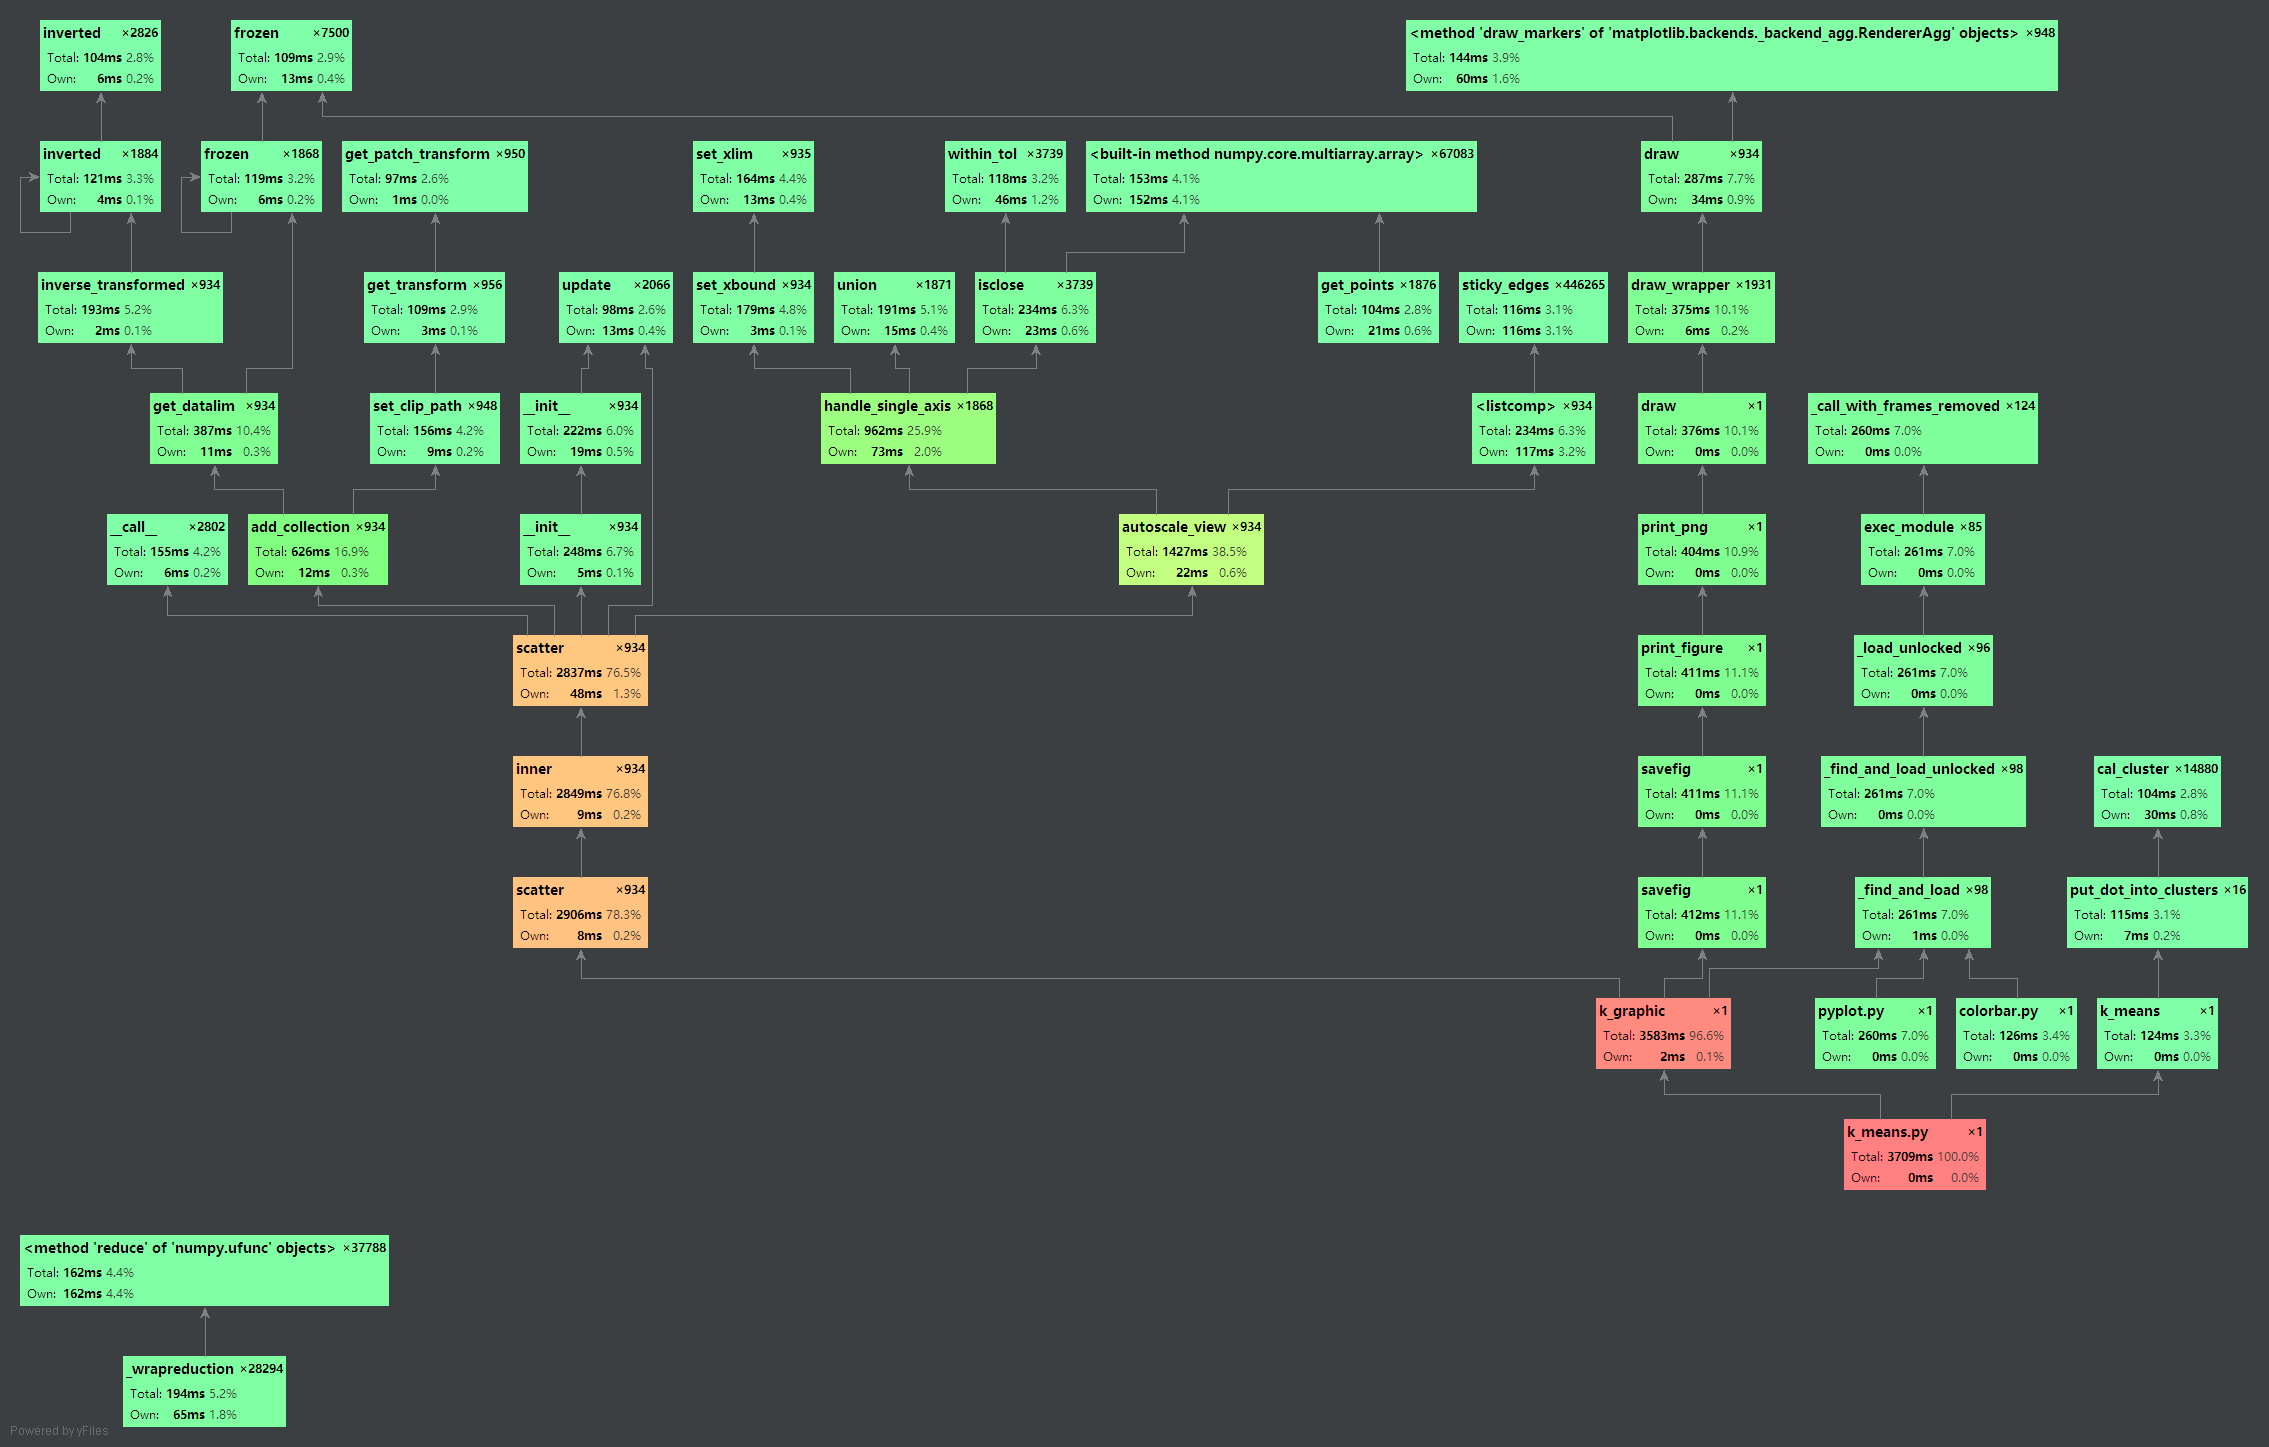 inverted ×2826
Total: 104ms 2.8%
Own: 6ms 0.2%
frozen ×7500
Total: 109ms 2.9%
Own: 13ms 0.4%
<method 'draw_markers' of 'matplotlib.backends._backend_agg.RendererAgg' objects> ×948
Total: 144ms 3.9%
Own: 60ms 1.6%
inverted ×1884
Total: 121ms 3.3%
Own: 4ms 0.1%
frozen ×1868
Total: 119ms 3.2%
Own: 6ms 0.2%
get_patch_transform ×950
Total: 97ms 2.6%
Own: 1ms 0.0%
set_xlim ×935
Total: 164ms 4.4%
Own: 13ms 0.4%
within_tol ×3739
Total: 118ms 3.2%
Own: 46ms 1.2%
<built-in method numpy.core.multiarray.array> ×67083
Total: 153ms 4.1%
Own: 152ms 4.1%
draw ×934
Total: 287ms 7.7%
Own: 34ms 0.9%
inverse_transformed ×934
Total: 193ms 5.2%
Own: 2ms 0.1%
get_transform ×956
Total: 109ms 2.9%
Own: 3ms 0.1%
update ×2066
Total: 98ms 2.6%
Own: 13ms 0.4%
set_xbound ×934
Total: 179ms 4.8%
Own: 3ms 0.1%
union ×1871
Total: 191ms 5.1%
Own: 15ms 0.4%
isclose ×3739
Total: 234ms 6.3%
Own: 23ms 0.6%
get_points ×1876
Total: 104ms 2.8%
Own: 21ms 0.6%
sticky_edges ×446265
Total: 116ms 3.1%
Own: 116ms 3.1%
draw_wrapper ×1931
Total: 375ms 10.1%
Own: 6ms 0.2%
get_datalim ×934
Total: 387ms 10.4%
Own: 11ms 0.3%
set_clip_path ×948
Total: 156ms 4.2%
Own: 9ms 0.2%
__init__ ×934
Total: 222ms 6.0%
Own: 19ms 0.5%
handle_single_axis ×1868
Total: 962ms 25.9%
Own: 73ms 2.0%
<listcomp> ×934
Total: 234ms 6.3%
Own: 117ms 3.2%
draw ×1
Total: 376ms 10.1%
Own: 0ms 0.0%
_call_with_frames_removed ×124
Total: 260ms 7.0%
Own: 0ms 0.0%
__call__ ×2802
Total: 155ms 4.2%
Own: 6ms 0.2%
add_collection ×934
Total: 626ms 16.9%
Own: 12ms 0.3%
__init__ ×934
Total: 248ms 6.7%
Own: 5ms 0.1%
autoscale_view ×934
Total: 1427ms 38.5%
Own: 22ms 0.6%
print_png ×1
Total: 404ms 10.9%
Own: 0ms 0.0%
exec_module ×85
Total: 261ms 7.0%
Own: 0ms 0.0%
scatter ×934
Total: 2837ms 76.5%
Own: 48ms 1.3%
print_figure ×1
Total: 411ms 11.1%
Own: 0ms 0.0%
_load_unlocked ×96
Total: 261ms 7.0%
Own: 0ms 0.0%
inner ×934
Total: 2849ms 76.8%
Own: 9ms 0.2%
savefig ×1
Total: 411ms 11.1%
Own: 0ms 0.0%
_find_and_load_unlocked ×98
Total: 261ms 7.0%
Own: 0ms 0.0%
cal_cluster ×14880
Total: 104ms 2.8%
Own: 30ms 0.8%
scatter ×934
Total: 2906ms 78.3%
Own: 8ms 0.2%
savefig ×1
Total: 412ms 11.1%
Own: 0ms 0.0%
_find_and_load ×98
Total: 261ms 7.0%
Own: 1ms 0.0%
put_dot_into_clusters ×16
Total: 115ms 3.1%
Own: 7ms 0.2%
k_graphic ×1
Total: 3583ms 96.6%
Own: 2ms 0.1%
pyplot.py ×1
Total: 260ms 7.0%
Own: 0ms 0.0%
colorbar.py ×1
Total: 126ms 3.4%
Own: 0ms 0.0%
k_means ×1
Total: 124ms 3.3%
Own: 0ms 0.0%
k_means.py ×1
Total: 3709ms 100.0%
Own: 0ms 0.0%
<method 'reduce' of 'numpy.ufunc' objects> ×37788
Total: 162ms 4.4%
Own: 162ms 4.4%
_wrapreduction ×28294
Total: 194ms 5.2%
Own: 65ms 1.8%
Powered by yFiles